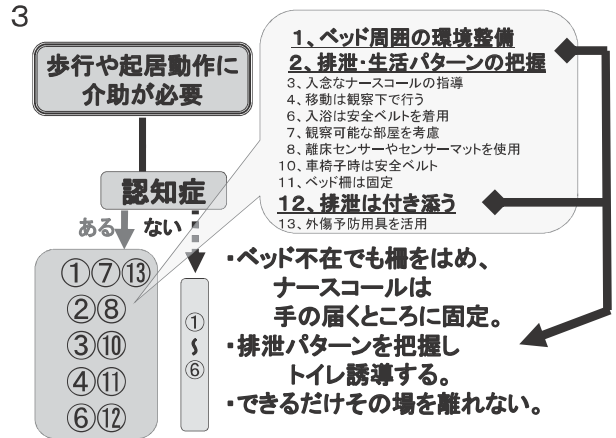 3
歩行や起居動作に
介助が必要
認知症
ある ない
①⑦⑬
②⑧
③⑩
④⑪
⑥⑫
①
〜
⑥
1、ベッド周囲の環境整備
2、排泄・生活パターンの把握
3、入念なナースコールの指導
4、移動は観察下で行う
6、入浴は安全ベルトを着用
7、観察可能な部屋を考慮
8、離床センサーやセンサーマットを使用
10、車椅子時は安全ベルト
11、ベッド柵は固定
12、排泄は付き添う
13、外傷予防用具を活用
・ベッド不在でも柵をはめ、
ナースコールは
手の届くところに固定。
・排泄パターンを把握し
トイレ誘導する。
・できるだけその場を離れない。